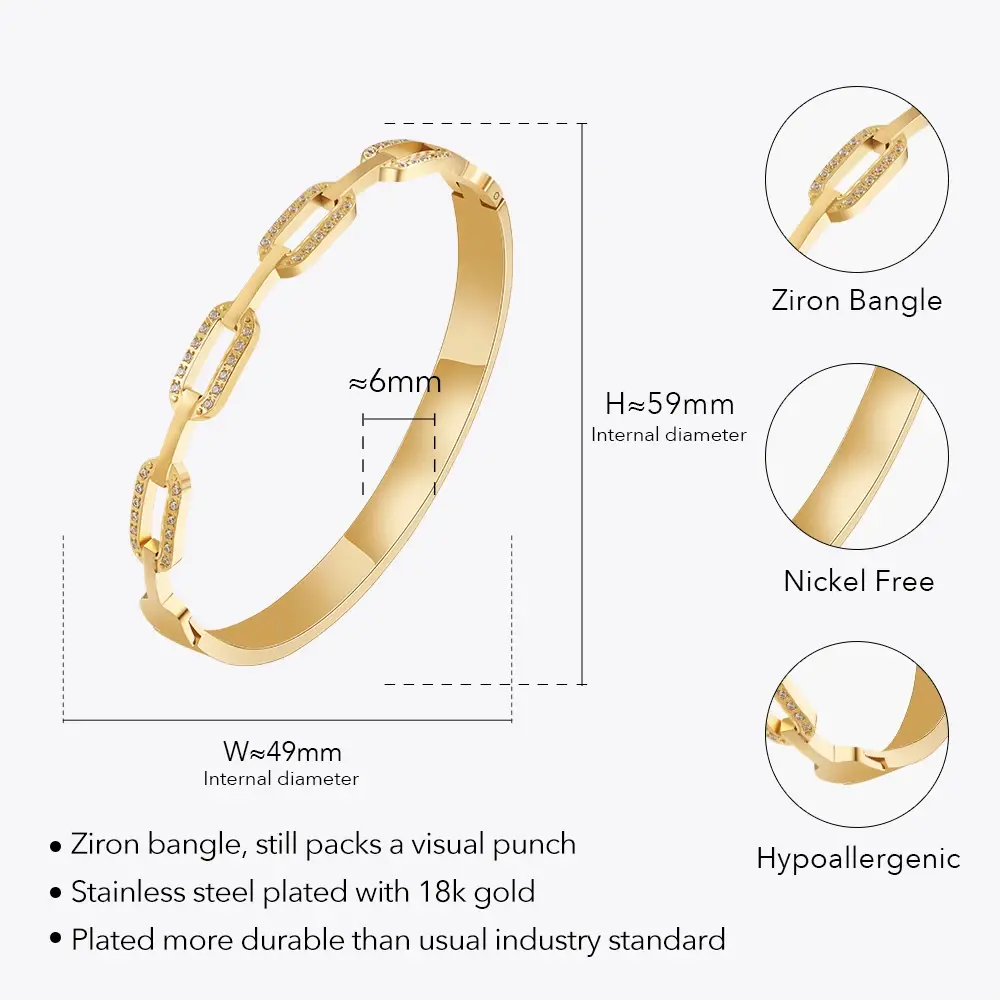 Ziron Bangle
≈6mm
H≈59mm
Internal diameter
Nickel Free
W≈49mm
Internal diameter
Hypoallergenic
• Ziron bangle, still packs a visual punch
• Stainless steel plated with 18k gold
• Plated more durable than usual industry standard